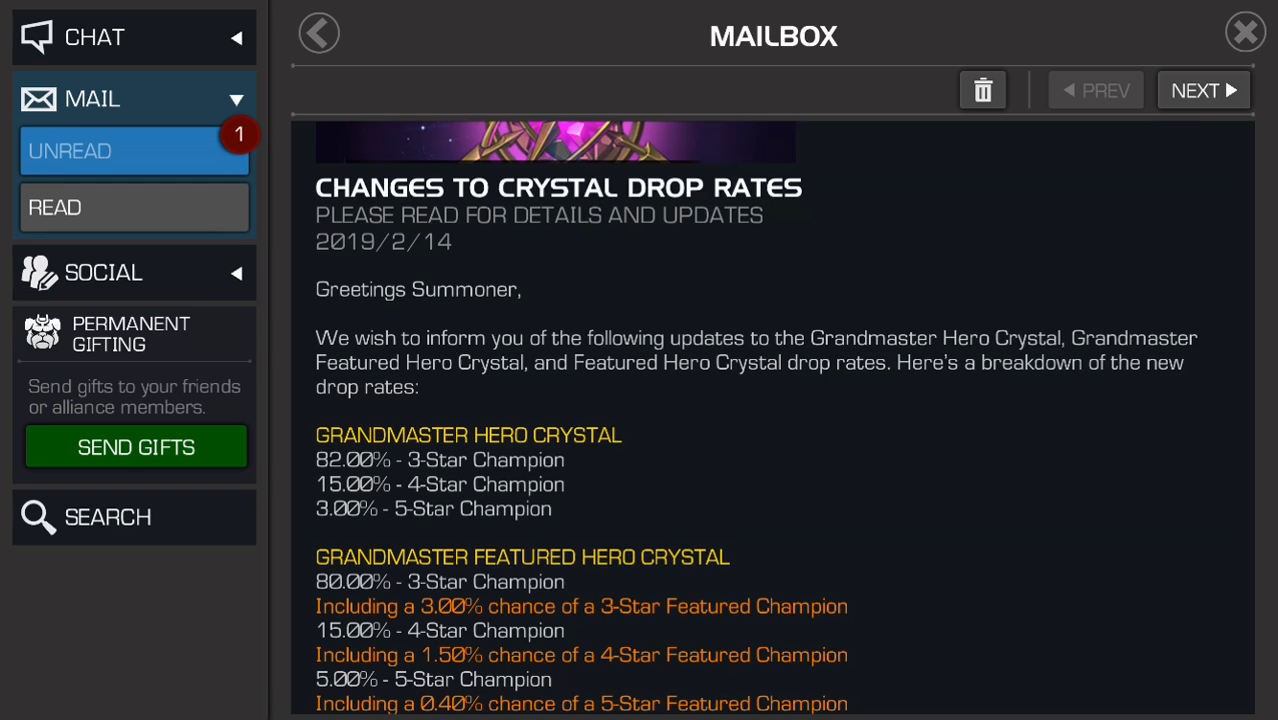 CHAT
MAILBOX
MAIL
PREV
NEXT
1
UNREAD
READ
SOCIAL
PERMANENT
GIFTING
Send gifts to your friends
or alliance members.
SEND GIFTS
SEARCH
CHANGES TO CRYSTAL DROP RATES
PLEASE READ FOR DETAILS AND UPDATES
2019/2/14
Greetings Summoner,
We wish to inform you of the following updates to the Grandmaster Hero Crystal, Grandmaster
Featured Hero Crystal, and Featured Hero Crystal drop rates. Here's a breakdown of the new
drop rates:
GRANDMASTER HERO CRYSTAL
82.00% - 3-Star Champion
15.00% - 4-Star Champion
3.00% - 5-Star Champion
GRANDMASTER FEATURED HERO CRYSTAL
80.00% - 3-Star Champion
Including a 3.00% chance of a 3-Star Featured Champion
15.00% - 4-Star Champion
Including a 1.50% chance of a 4-Star Featured Champion
5.00% - 5-Star Champion
Including a 0.40% chance of a 5-Star Featured Champion